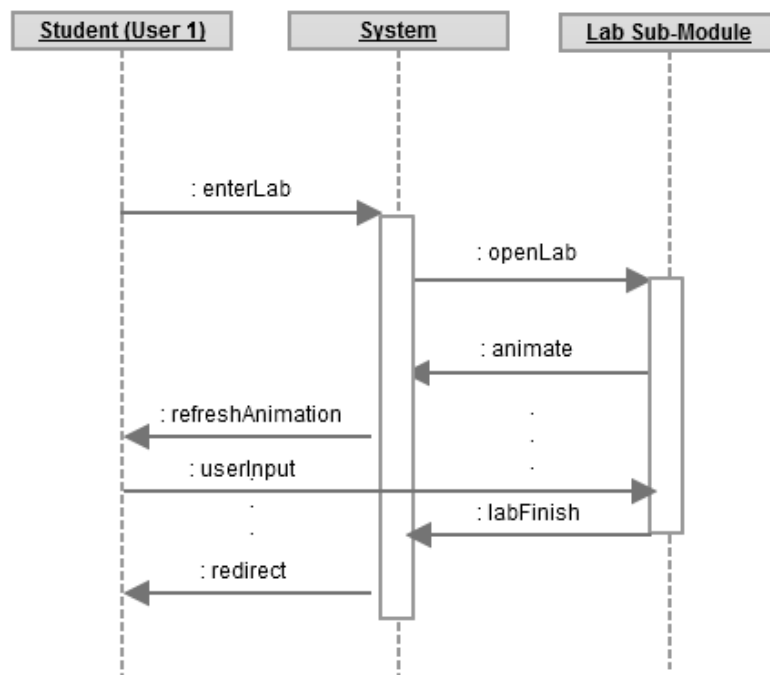 Student (User 1)
System
Lab Sub-Module
: enterLab
: openLab
: animate
: refreshAnimation
: userInput
: labFinish
: redirect